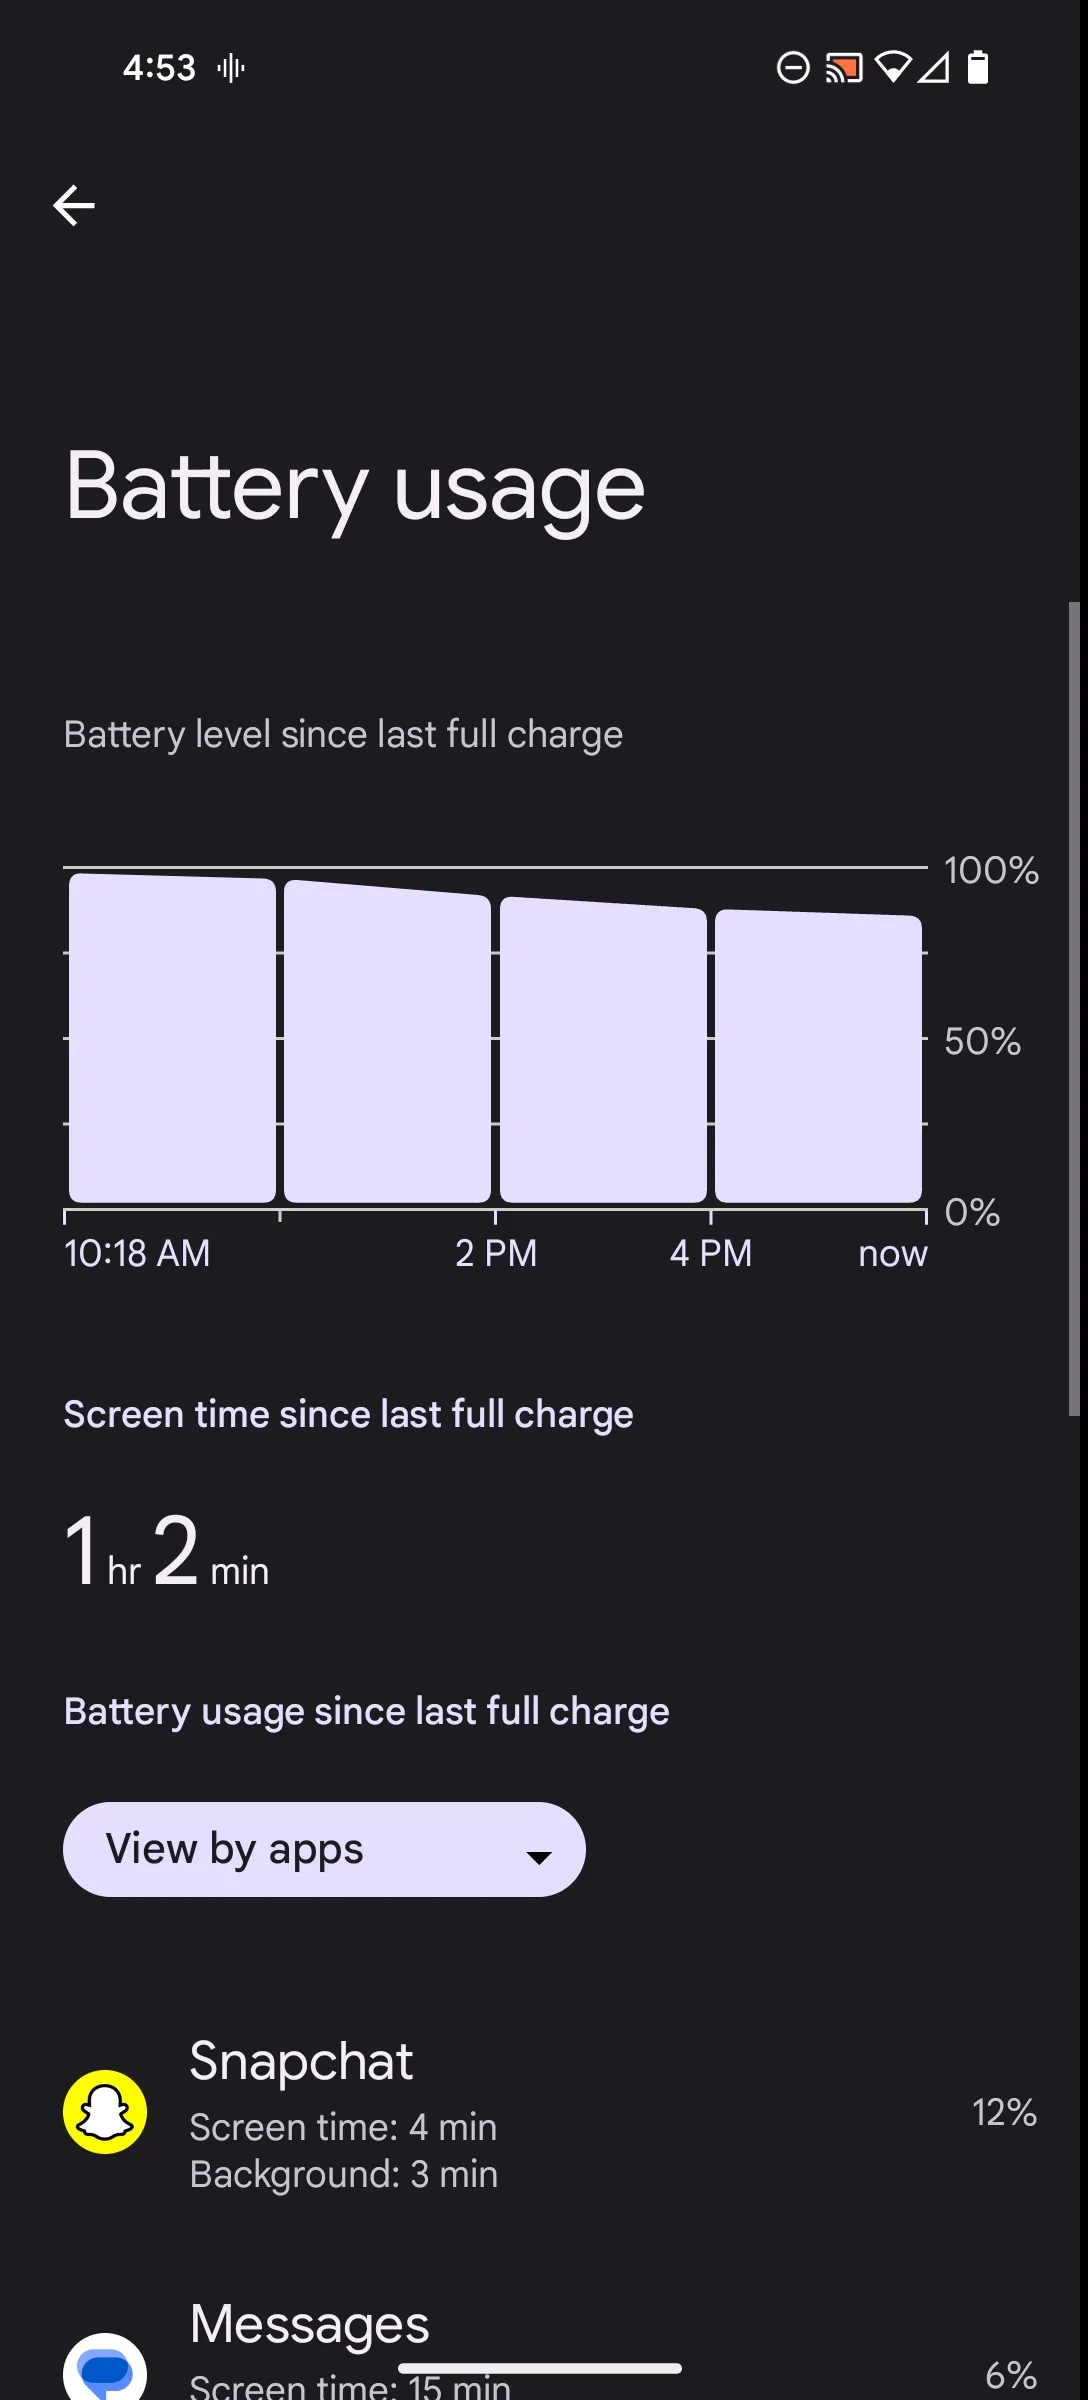 4:53
Battery usage
Battery level since last full charge
100%
50%
0%
10:18 AM 2 PM 4 PM now
Screen time since last full charge
1 hr 2 min
Battery usage since last full charge
View by apps
Snapchat
Screen time: 4 min
Background: 3 min
12%
Messages
Screen time: 15 min
6%